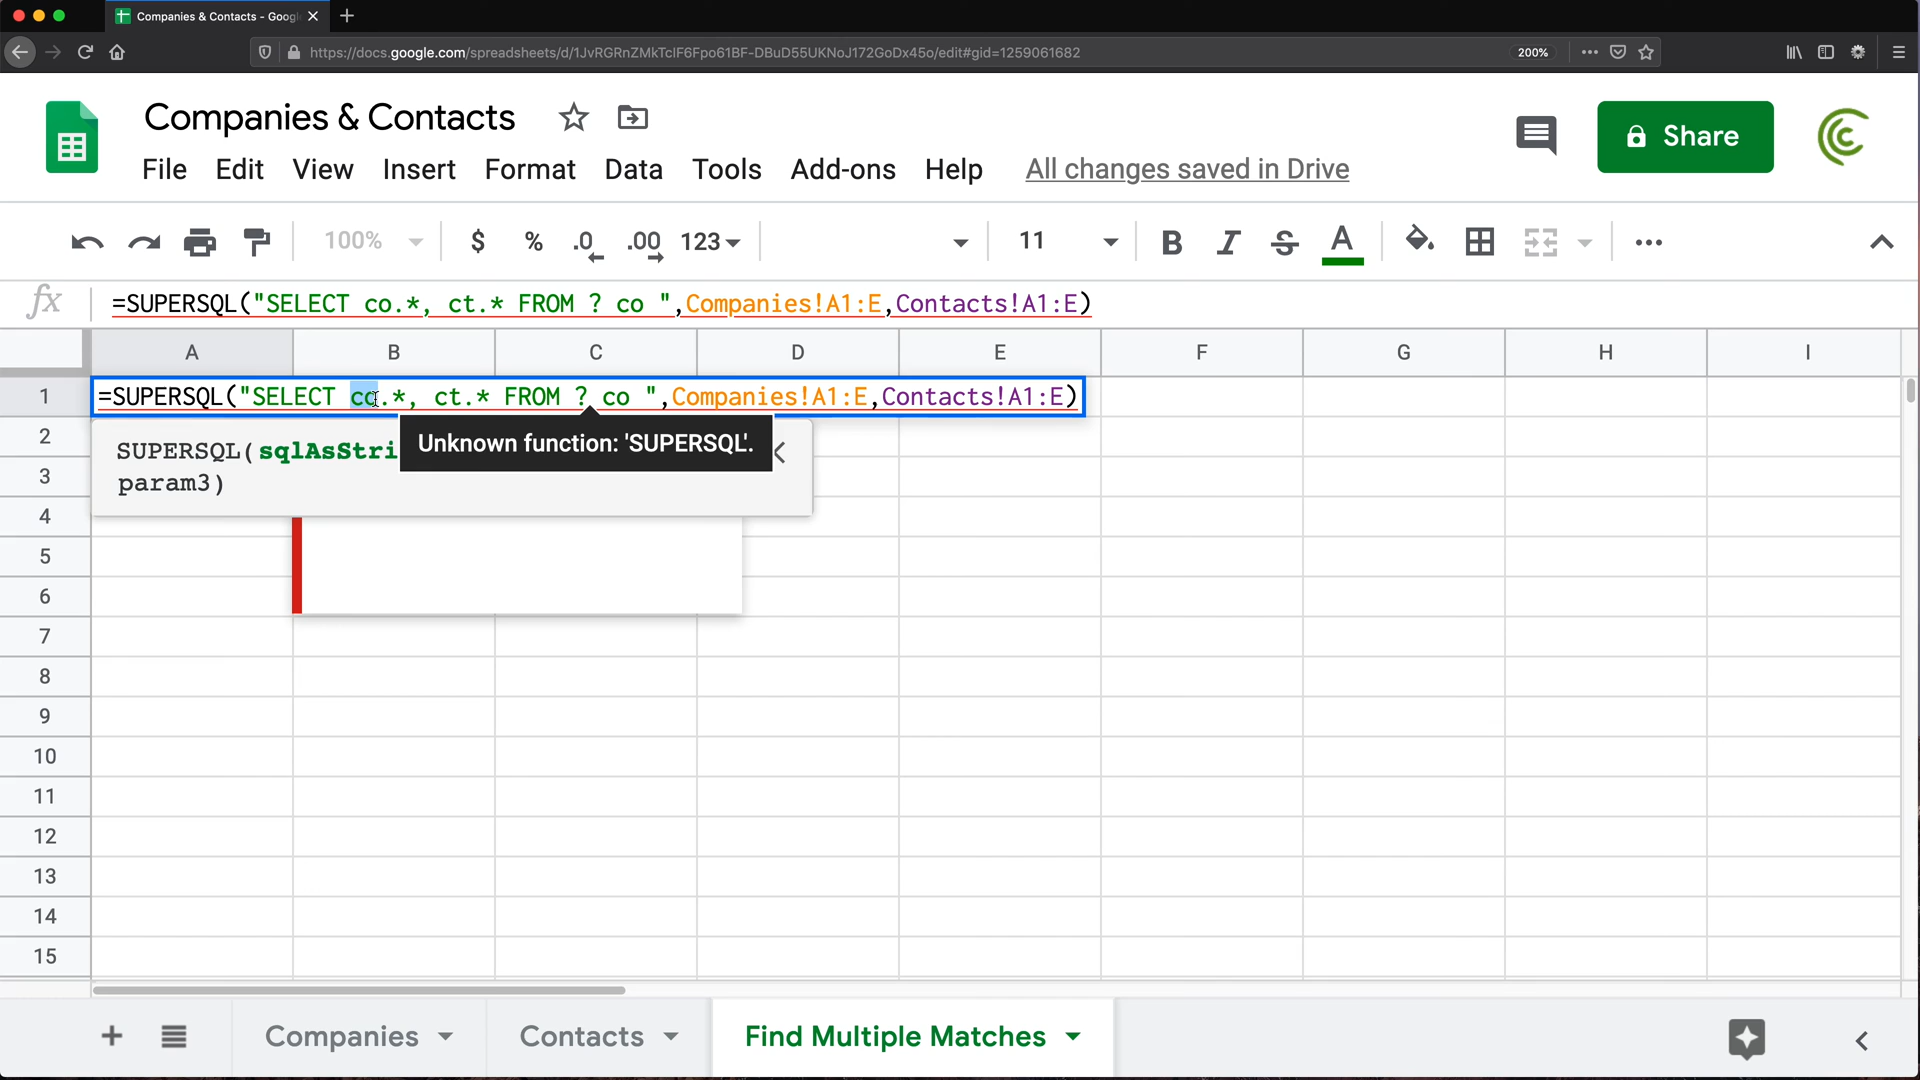 Companies & Contacts - Goog
https://docs.google.com/spreadsheets/d/1JvRGRnZMkTclF6Fpo61BF-DBuD55UKNoJ172GoDx45o/edit#gid=1259061682
200%
Companies & Contacts
File Edit View Insert Format Data Tools Add-ons Help All changes saved in Drive
Share
100% $ % .0 .00 123 11 B I S A
fx =SUPERSQL("SELECT co.*, ct.* FROM ? co ",Companies!A1:E,Contacts!A1:E)
A B C D E F G H I
1 =SUPERSQL("SELECT co.*, ct.* FROM ? co ",Companies!A1:E,Contacts!A1:E)
2
SUPERSQL(sqlAsStri
Unknown function: 'SUPERSQL'.
3
param3)
4
5
6
7
8
9
10
11
12
13
14
15
Companies Contacts Find Multiple Matches